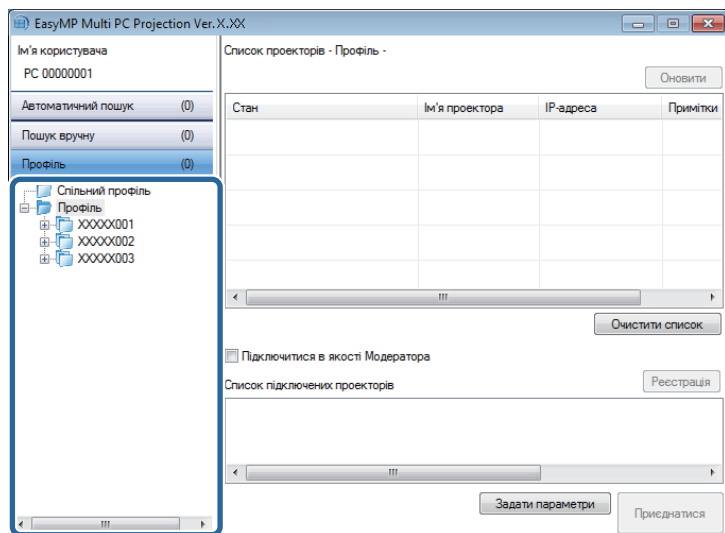 EasyMP Multi PC Projection Ver.X.XX
Ім'я користувача
PC 00000001
Автоматичний пошук (0)
Пошук вручну (0)
Профіль (0)
Спільний профіль
Профіль
XXXXX001
XXXXX002
XXXXX003
Список проекторів - Профіль -
Оновити
Стан Ім'я проектора IP-адреса Примітки
Очистити список
Підключитися в якості Модератора
Список підключених проекторів
Реєстрація
Задати параметри
Приєднатися